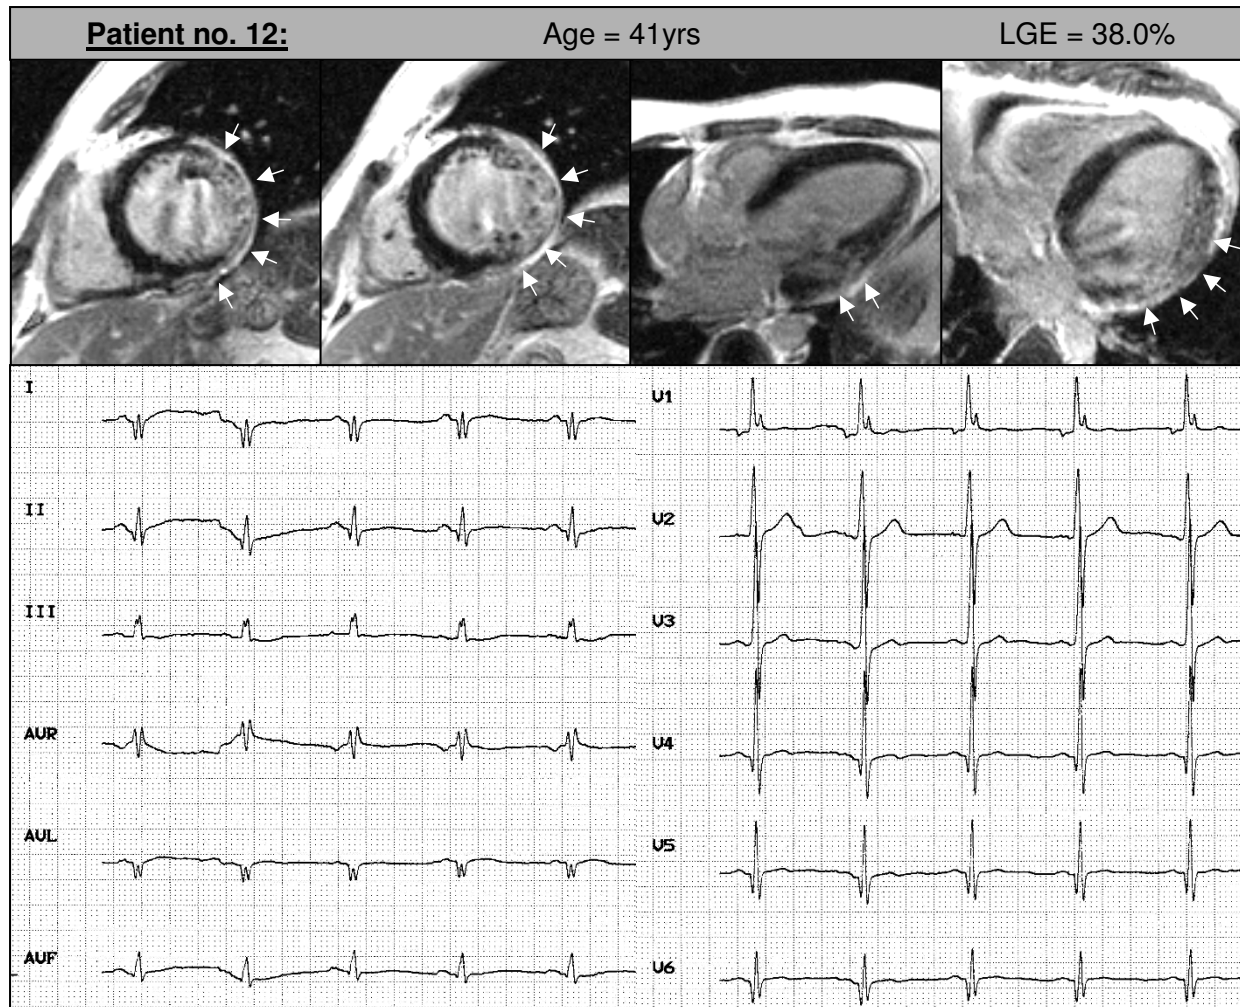 Patient no. 12: Age = 41yrs LGE = 38.0%
I
II
III
AVR
AVL
AVF
V1
V2
V3
V4
V5
V6